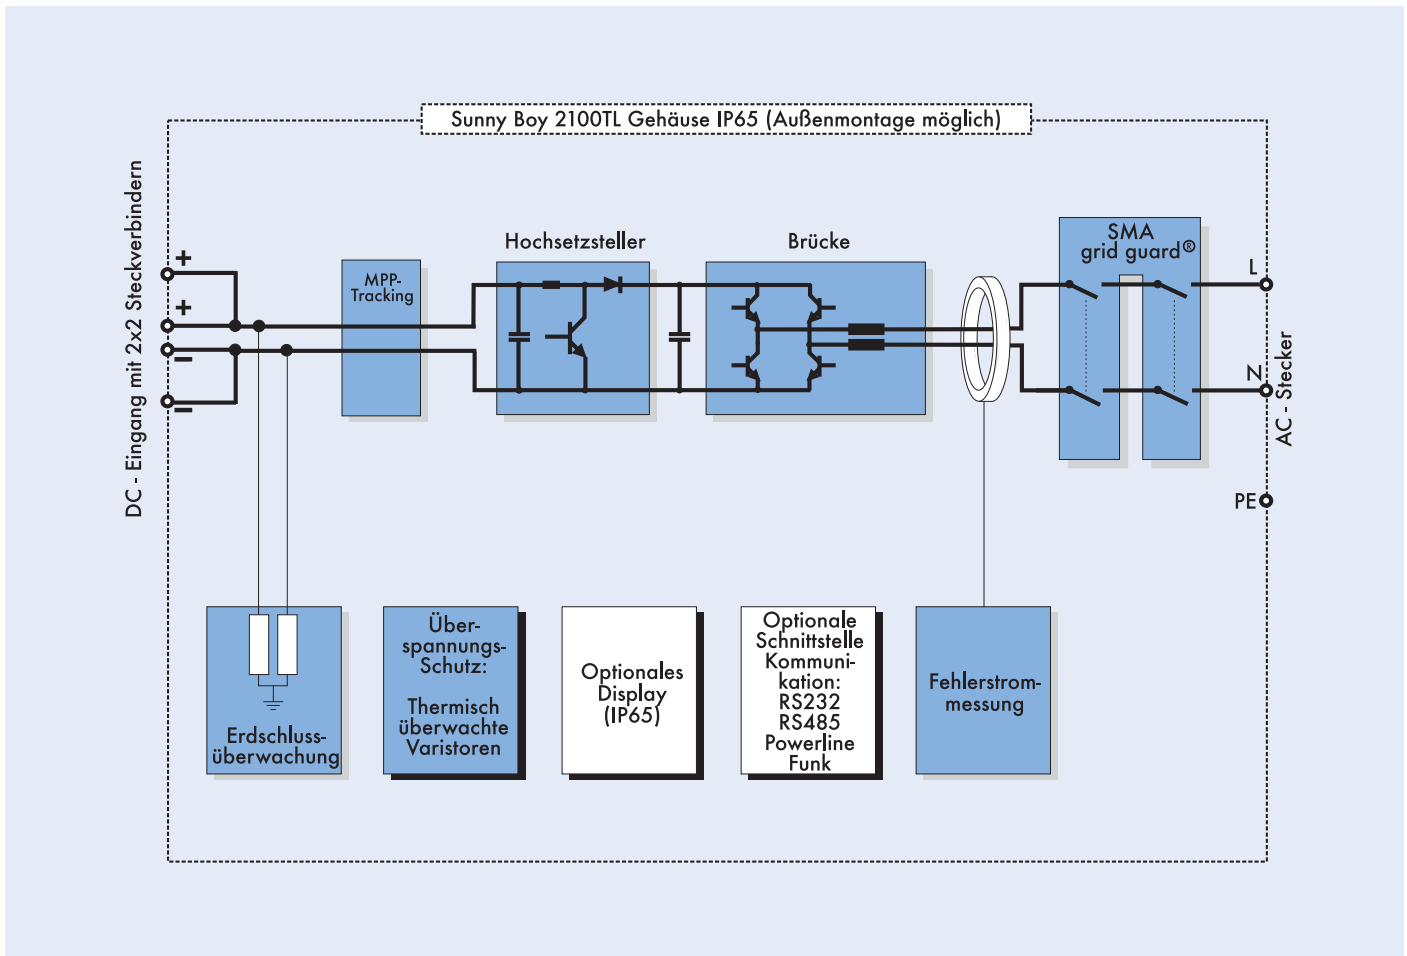 Sunny Boy 2100TL Gehäuse IP65 (Außenmontage möglich)
DC - Eingang mit 2x2 Steckverbindern
+
+
−
−
MPP-
Tracking
Hochsetzsteller
Brücke
SMA
grid guard®
L
N
AC - Stecker
PE
Erdschluss-
überwachung
Über-
spannungs-
Schutz:
Thermisch
überwachte
Varistoren
Optionales
Display
(IP65)
Optionale
Schnittstelle
Kommuni-
kation:
RS232
RS485
Powerline
Funk
Fehlerstrom-
messung